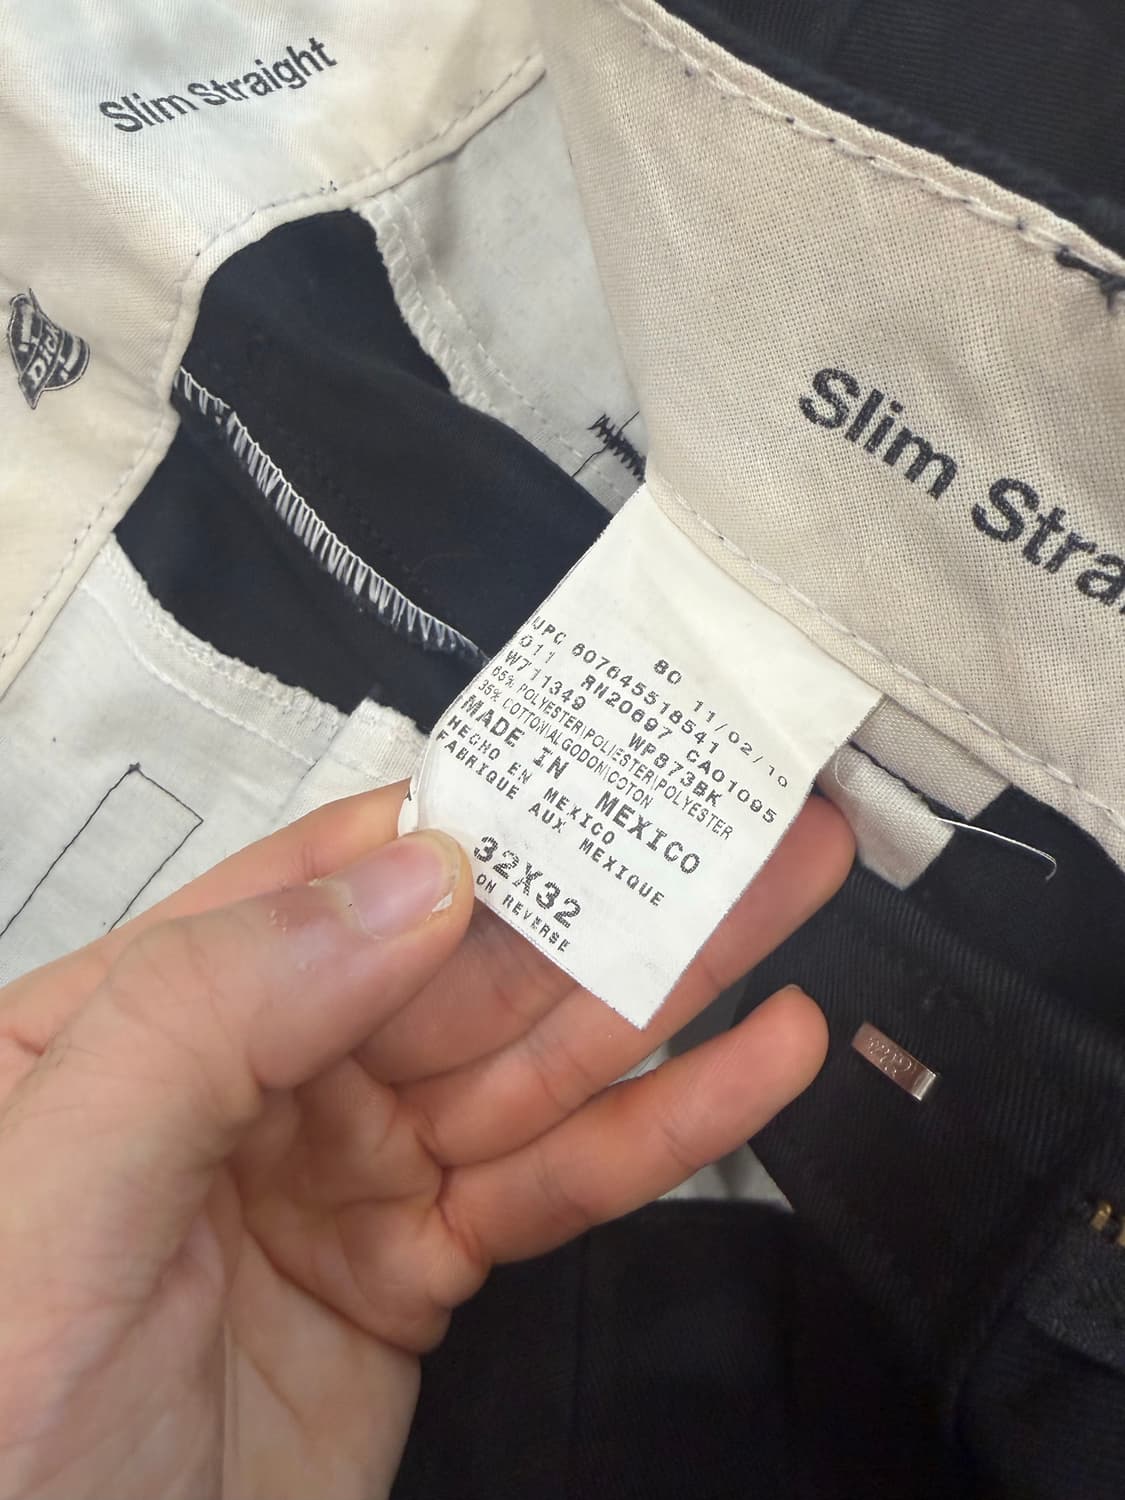 Slim Straight
Dick
Slim Stra
80 11/02/10
UPC 607645518541
011 RN20697 CA01095
W711349 WP873BK
65% POLYESTER|POLIESTER|POLYESTER
35% COTTON|ALGODON|COTON
MADE IN MEXICO
HECHO EN MEXICO
FABRIQUE AUX MEXIQUE
32X32
ON REVERSE